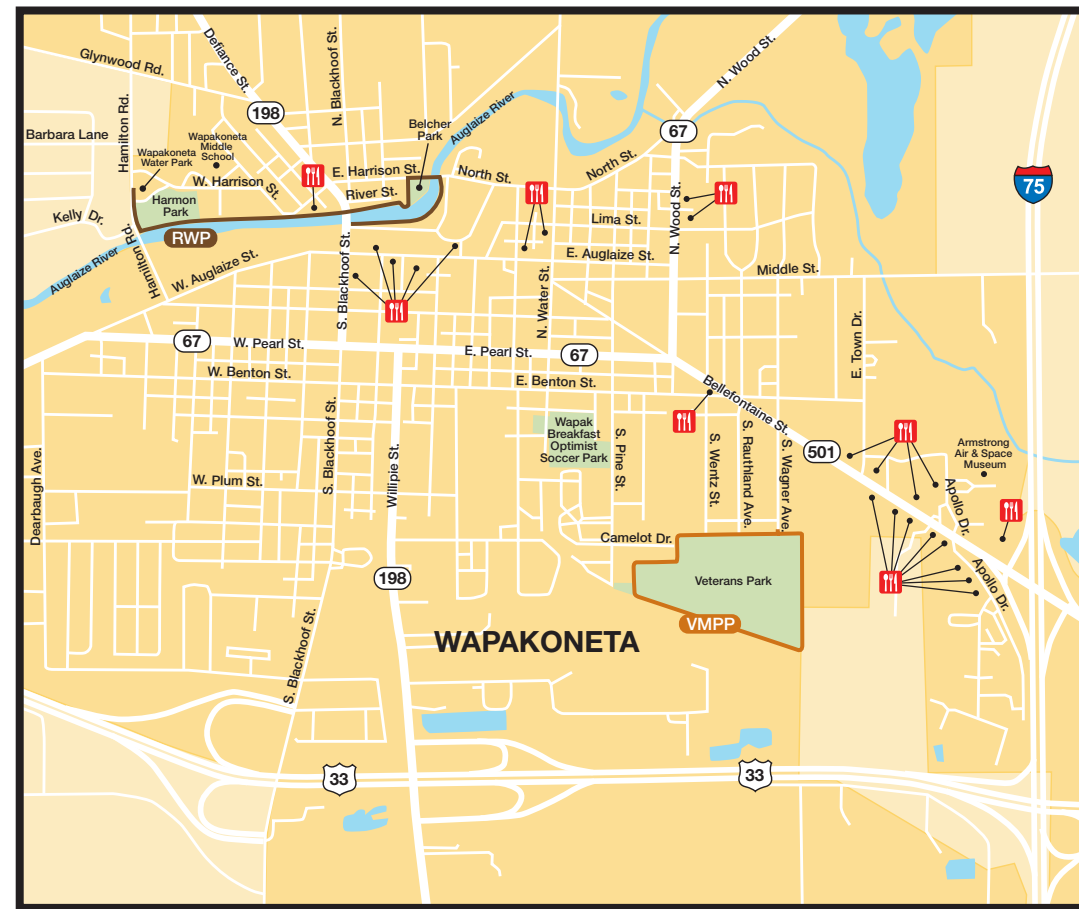 Glynwood Rd.
Defiance St.
N. Blackhoof St.
N. Wood St.
198
67
Barbara Lane
Hamilton Rd.
Wapakoneta
Middle
School
Belcher
Park
Auglaize River
Wapakoneta
Water Park
E. Harrison St.
North St.
North St.
75
W. Harrison St.
River St.
Harmon
Park
Kelly Dr.
Lima St.
N. Wood St.
RWP
Hamilton Rd.
Auglaize River
W. Auglaize St.
S. Blackhoof St.
E. Auglaize St.
Middle St.
N. Water St.
E. Town Dr.
67
W. Pearl St.
E. Pearl St.
67
W. Benton St.
E. Benton St.
Bellefontaine St.
Wapak
Breakfast
Optimist
Soccer Park
S. Pine St.
S. Wentz St.
S. Rauthland Ave.
S. Wagner Ave.
501
Armstrong
Air & Space
Museum
Dearbaugh Ave.
S. Blackhoof St.
Willipie St.
W. Plum St.
Apollo Dr.
Camelot Dr.
Apollo Dr.
198
Veterans Park
VMPP
WAPAKONETA
S. Blackhoof St.
33
33